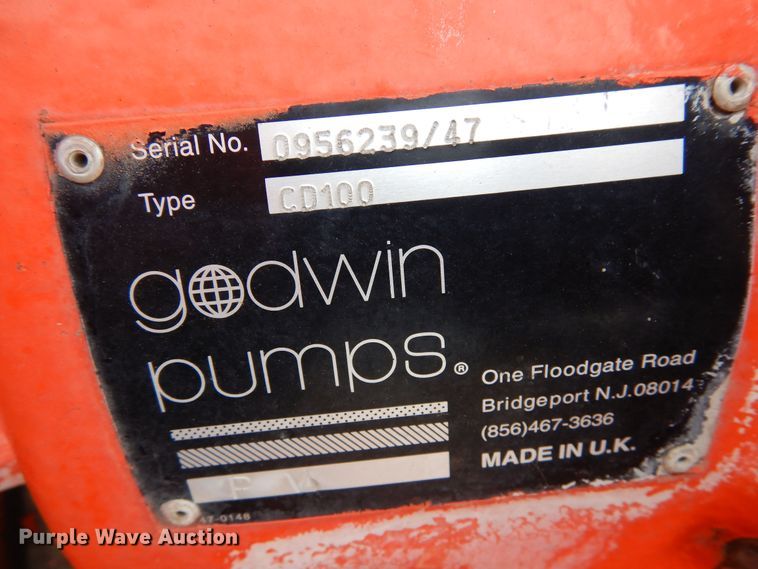 Serial No. 0956239/47
Type CD100
godwin
pumps®
One Floodgate Road
Bridgeport N.J.08014
(856)467-3636
MADE IN U.K.
Purple Wave Auction